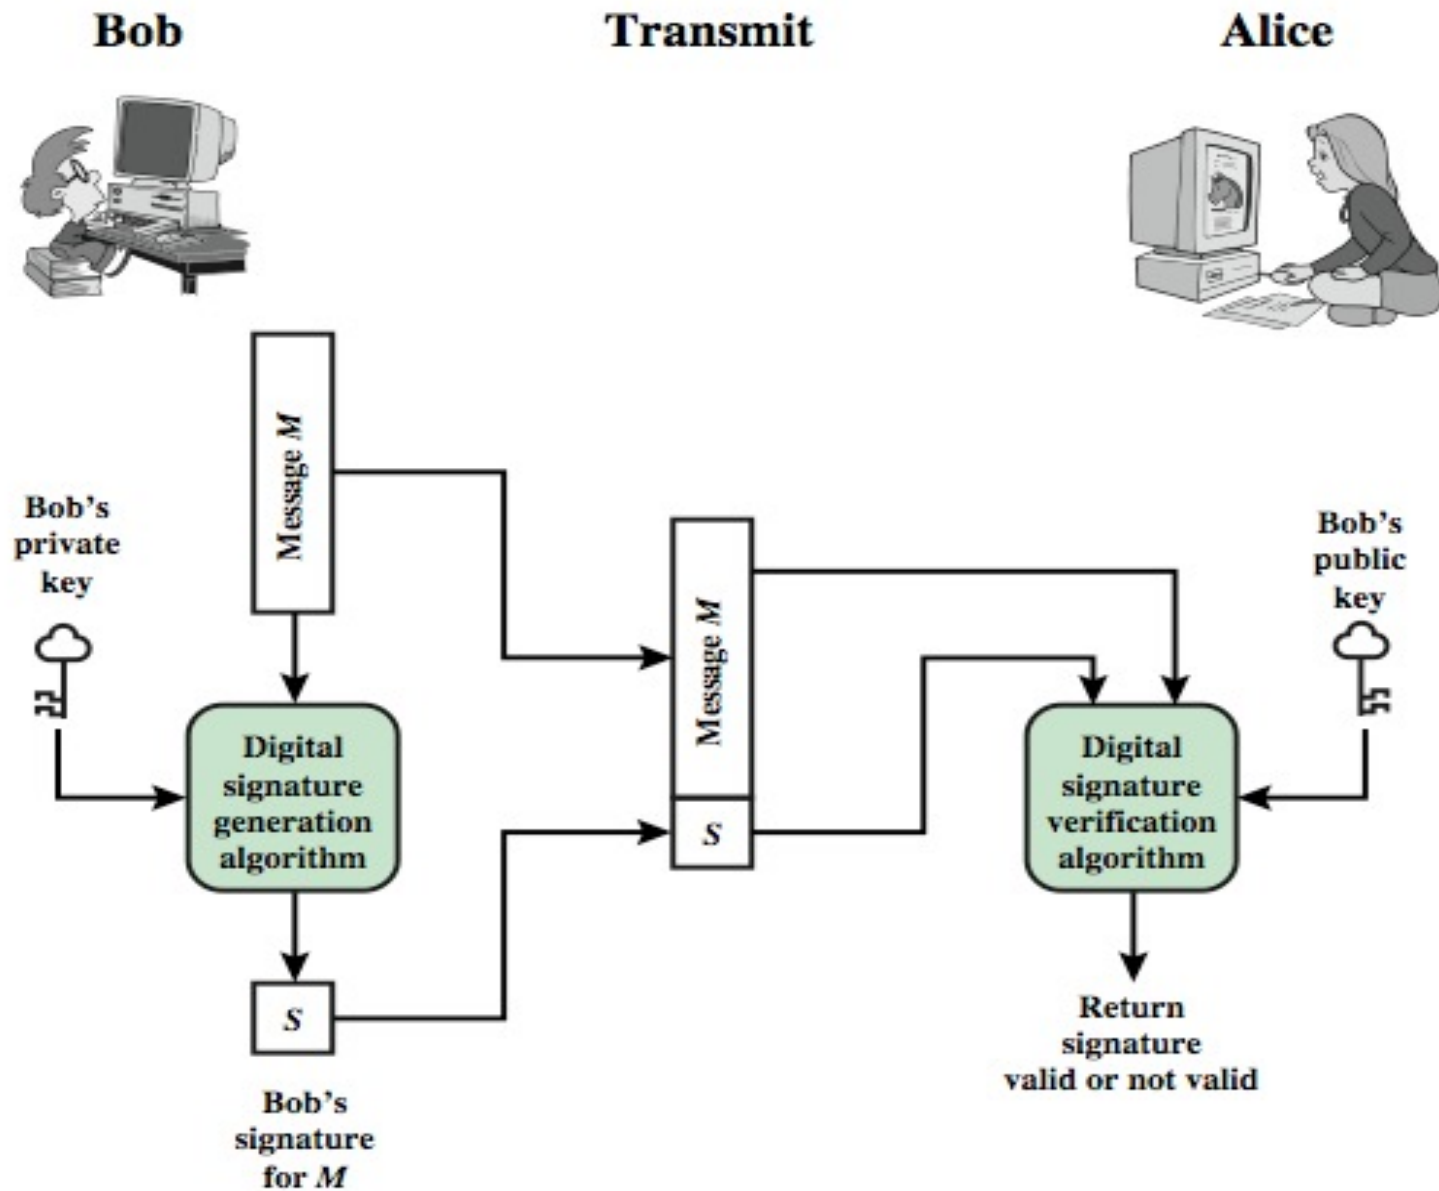 Bob
Transmit
Alice
Message M
Bob’s
private
key
Message M
Bob’s
public
key
Digital
signature
generation
algorithm
S
Digital
signature
verification
algorithm
S
Bob’s
signature
for M
Return
signature
valid or not valid